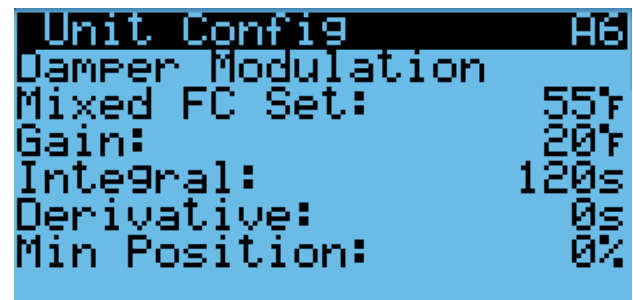 Unit Config A6
Damper Modulation
Mixed FC Set: 55°F
Gain: 20°F
Integral: 120s
Derivative: 0s
Min Position: 0%